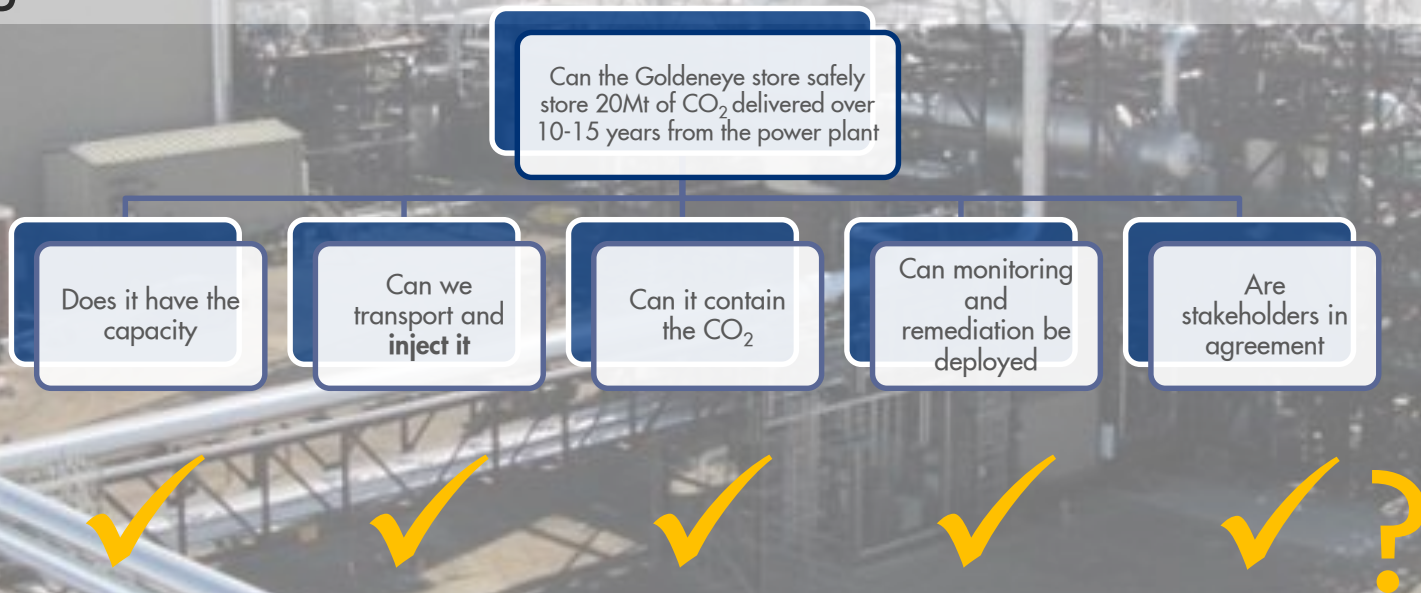 Can the Goldeneye store safely
store 20Mt of CO₂ delivered over
10-15 years from the power plant
Does it have the
capacity
Can we
transport and
inject it
Can it contain
the CO₂
Can monitoring
and
remediation be
deployed
Are
stakeholders in
agreement
?